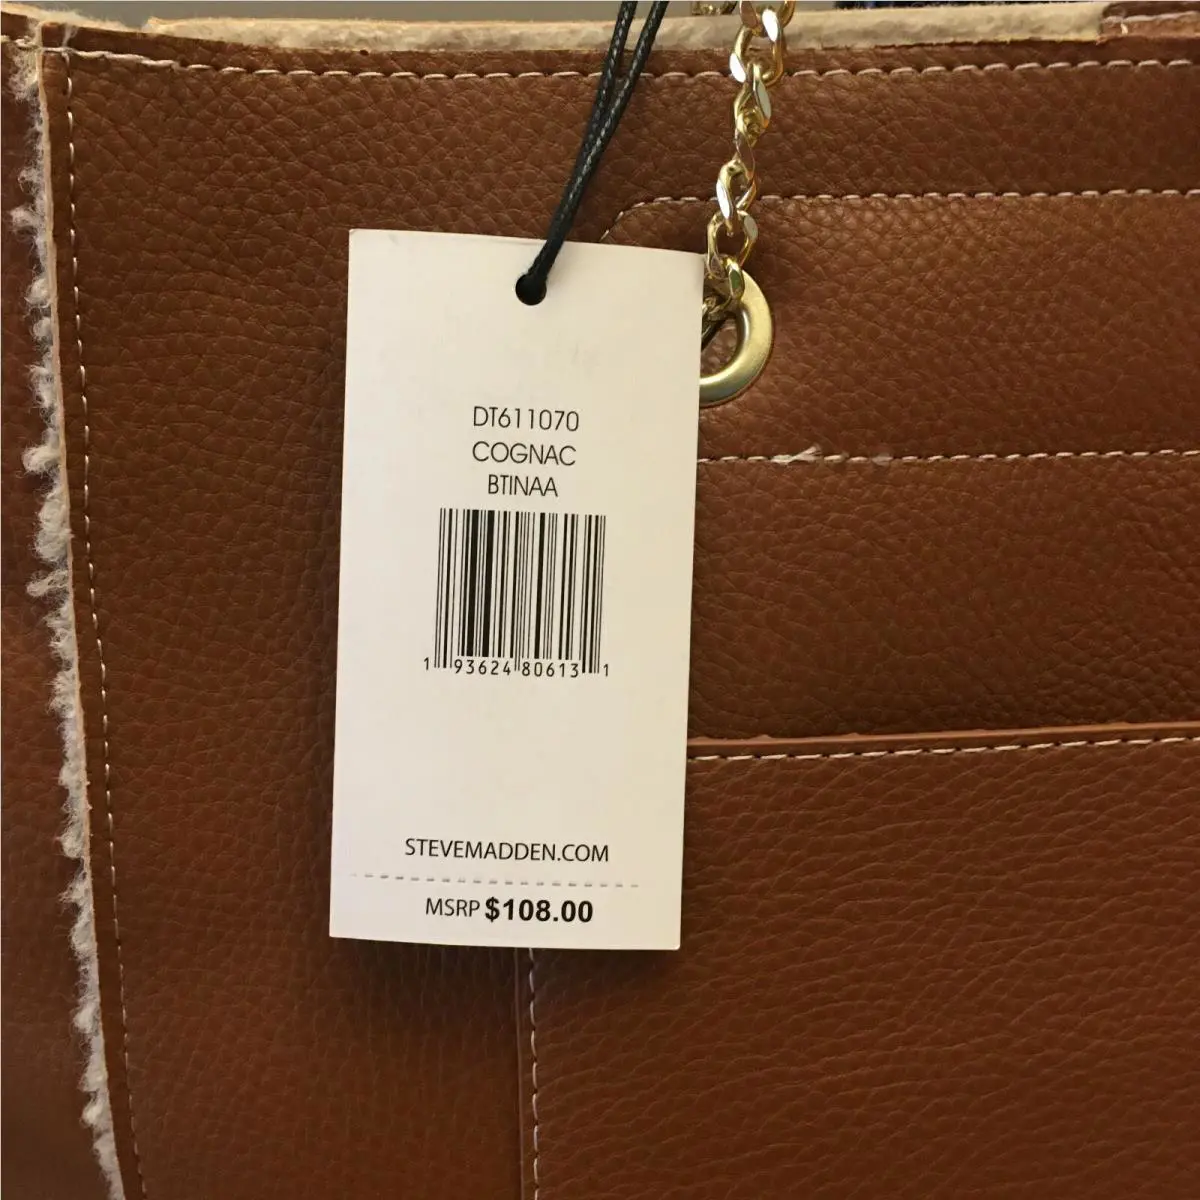 DT611070
COGNAC
BTINAA
1 93624 80613 1
STEVEMADDEN.COM
MSRP $108.00